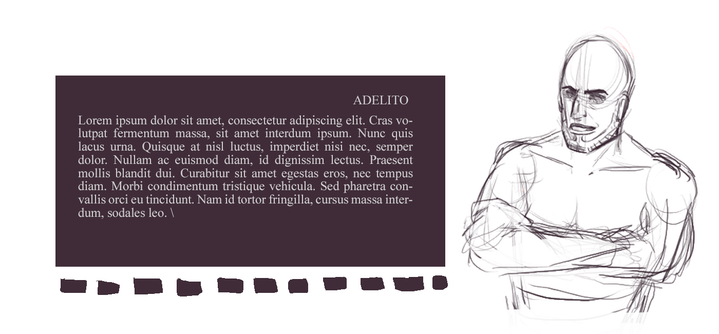 ADELITO
Lorem ipsum dolor sit amet, consectetur adipiscing elit. Cras vo-
lutpat fermentum massa, sit amet interdum ipsum. Nunc quis
lacus urna. Quisque at nisl luctus, imperdiet nisi nec, semper
dolor. Nullam ac euismod diam, id dignissim lectus. Praesent
mollis blandit dui. Curabitur sit amet egestas eros, nec tempus
diam. Morbi condimentum tristique vehicula. Sed pharetra con-
vallis orci eu tincidunt. Nam id tortor fringilla, cursus massa inter-
dum, sodales leo. \